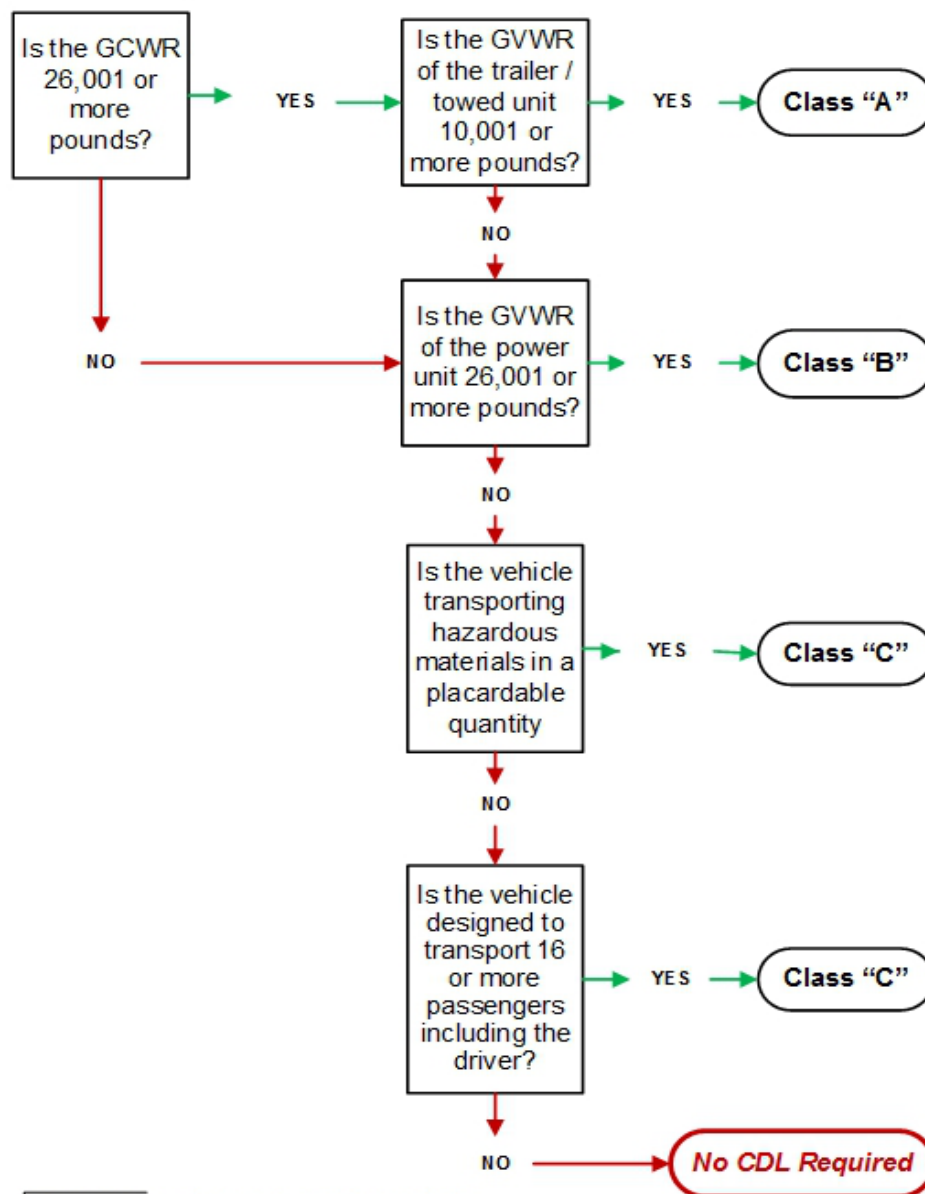 Is the GCWR
26,001 or
more
pounds?
YES
Is the GVWR
of the trailer /
towed unit
10,001 or
more pounds?
YES
Class “A”
NO
NO
Is the GVWR
of the power
unit 26,001 or
more pounds?
YES
Class “B”
NO
Is the vehicle
transporting
hazardous
materials in a
placardable
quantity
YES
Class “C”
NO
Is the vehicle
designed to
transport 16
or more
passengers
including the
driver?
YES
Class “C”
NO
No CDL Required